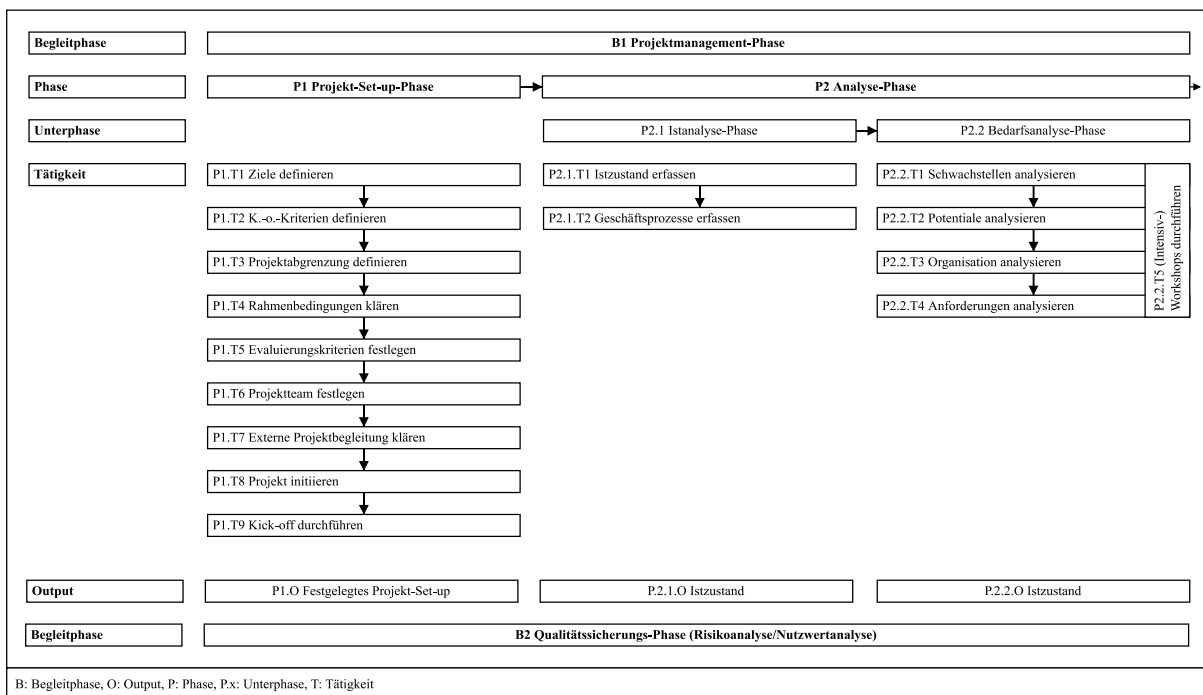 Begleitphase
B1 Projektmanagement-Phase
Phase
P1 Projekt-Set-up-Phase
P2 Analyse-Phase
Unterphase
P2.1 Istanalyse-Phase
P2.2 Bedarfsanalyse-Phase
Tätigkeit
P1.T1 Ziele definieren
P1.T2 K.-o.-Kriterien definieren
P1.T3 Projektabgrenzung definieren
P1.T4 Rahmenbedingungen klären
P1.T5 Evaluierungskriterien festlegen
P1.T6 Projektteam festlegen
P1.T7 Externe Projektbegleitung klären
P1.T8 Projekt initiieren
P1.T9 Kick-off durchführen
P2.1.T1 Istzustand erfassen
P2.1.T2 Geschäftsprozesse erfassen
P2.2.T1 Schwachstellen analysieren
P2.2.T2 Potentiale analysieren
P2.2.T3 Organisation analysieren
P2.2.T4 Anforderungen analysieren
P2.2.T5 (Intensiv-)
Workshops durchführen
Output
P1.O Festgelegtes Projekt-Set-up
P.2.1.O Istzustand
P.2.2.O Istzustand
Begleitphase
B2 Qualitätssicherungs-Phase (Risikoanalyse/Nutzwertanalyse)
B: Begleitphase, O: Output, P: Phase, P.x: Unterphase, T: Tätigkeit